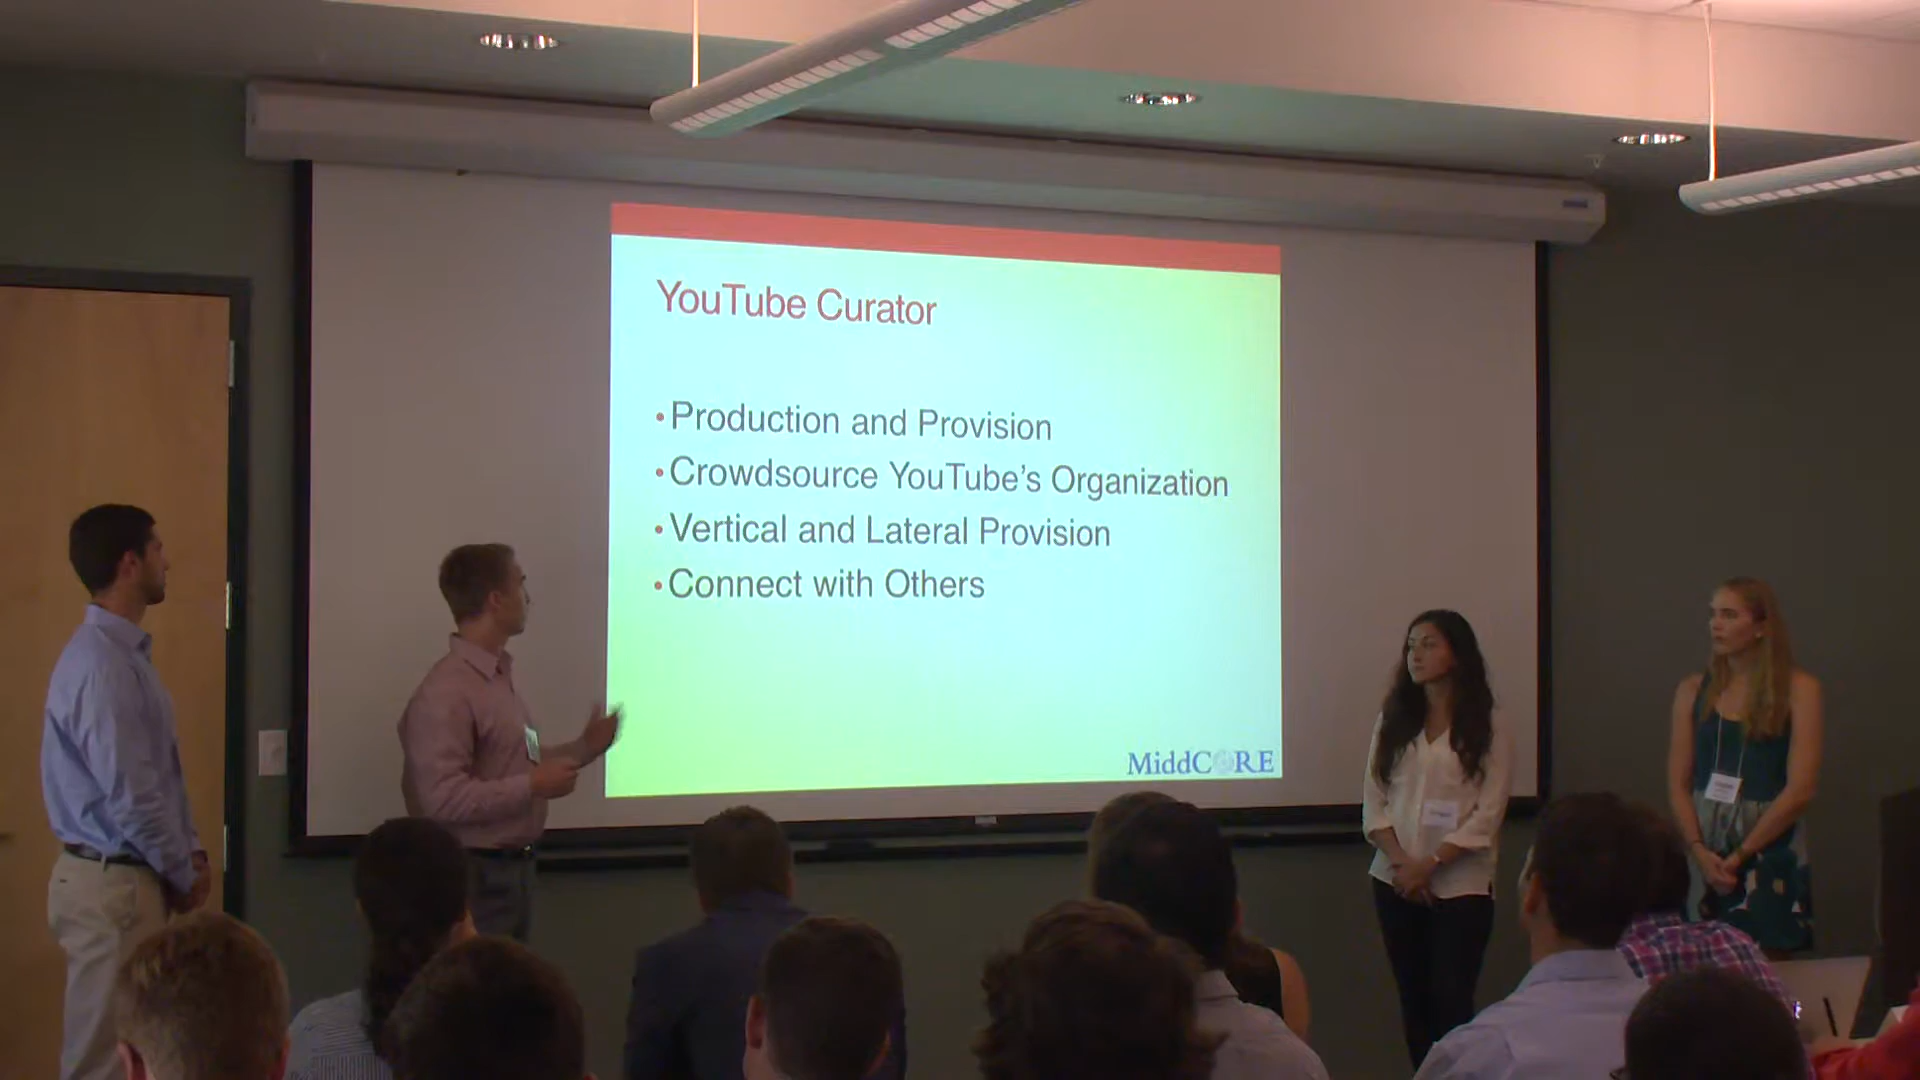 YouTube Curator
•Production and Provision
•Crowdsource YouTube's Organization
•Vertical and Lateral Provision
•Connect with Others
MiddCORE